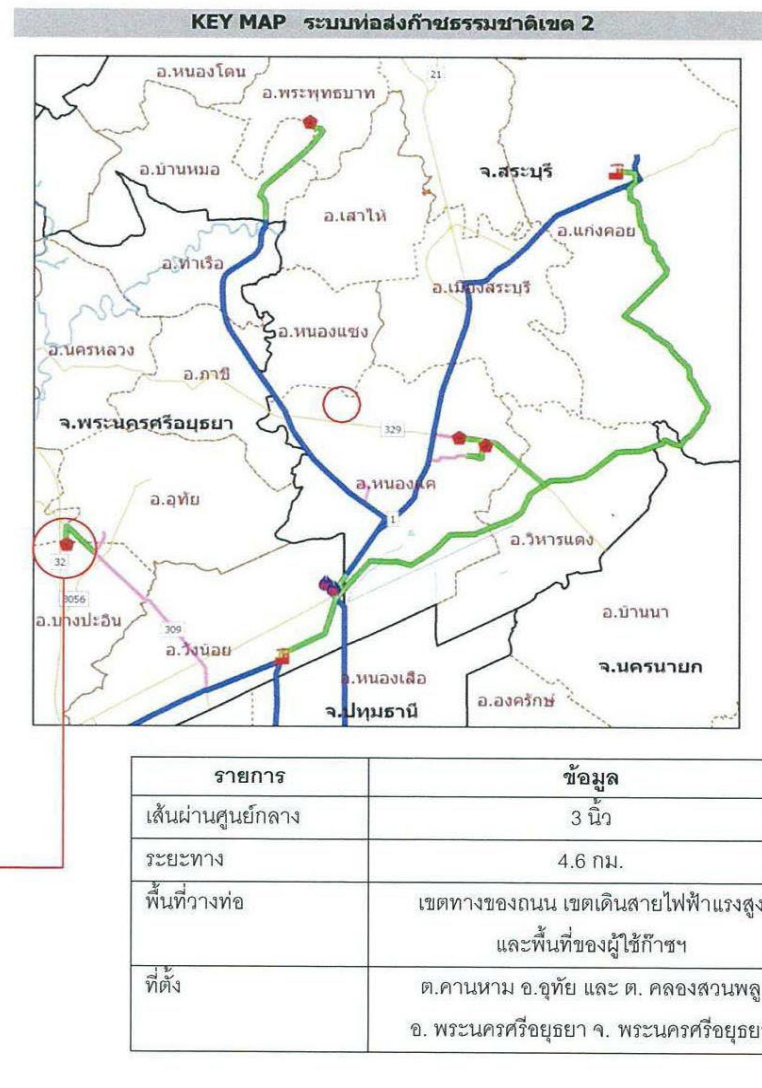 KEY MAP ระบบท่อส่งก๊าซธรรมชาติเขต 2
อ.หนองโดน
21
อ.พระพุทธบาท
อ.บ้านหมอ
จ.สระบุรี
อ.เสาไห้
อ.แก่งคอย
อ.ท่าเรือ
อ.เมืองสระบุรี
อ.หนองแซง
อ.นครหลวง
อ.ภาชี
จ.พระนครศรีอยุธยา
329
อ.หนองแค
อ.อุทัย
1
อ.วิหารแดง
32
3056
อ.บางปะอิน
309
อ.บ้านนา
อ.วังน้อย
จ.นครนายก
อ.หนองเสือ
อ.องครักษ์
จ.ปทุมธานี
รายการ ข้อมูล
เส้นผ่านศูนย์กลาง 3 นิ้ว
ระยะทาง 4.6 กม.
พื้นที่วางท่อ เขตทางของถนน เขตเดินสายไฟฟ้าแรงสูง
และพื้นที่ของผู้ใช้ก๊าซฯ
ที่ตั้ง ต.คานหาม อ.อุทัย และ ต. คลองสวนพลู
อ. พระนครศรีอยุธยา จ. พระนครศรีอยุธย